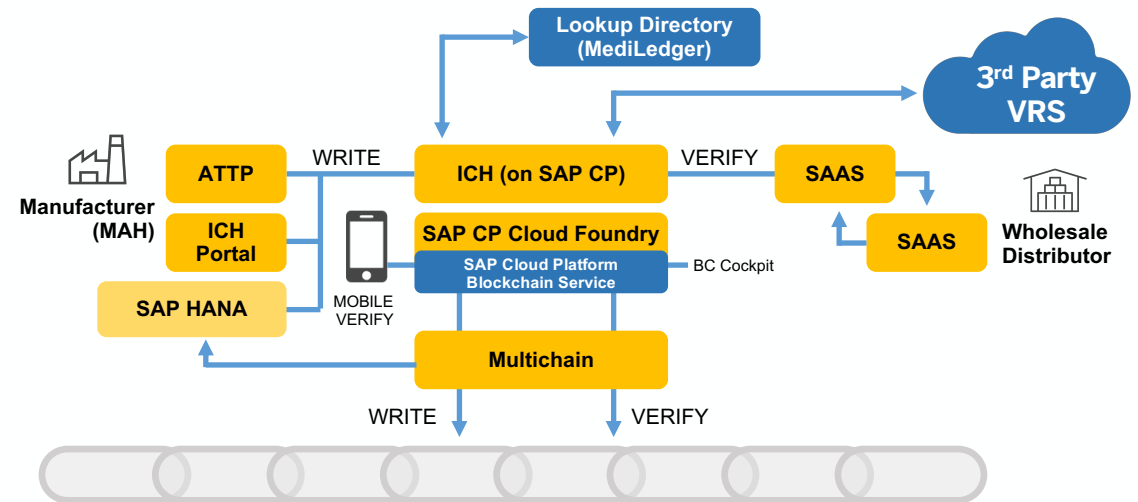 Lookup Directory
(MediLedger)
3rd Party
VRS
Manufacturer
(MAH)
ATTP
WRITE
ICH (on SAP CP)
VERIFY
SAAS
ICH
Portal
SAP CP Cloud Foundry
SAAS
Wholesale
Distributor
SAP Cloud Platform
Blockchain Service
BC Cockpit
MOBILE
VERIFY
SAP HANA
Multichain
WRITE
VERIFY